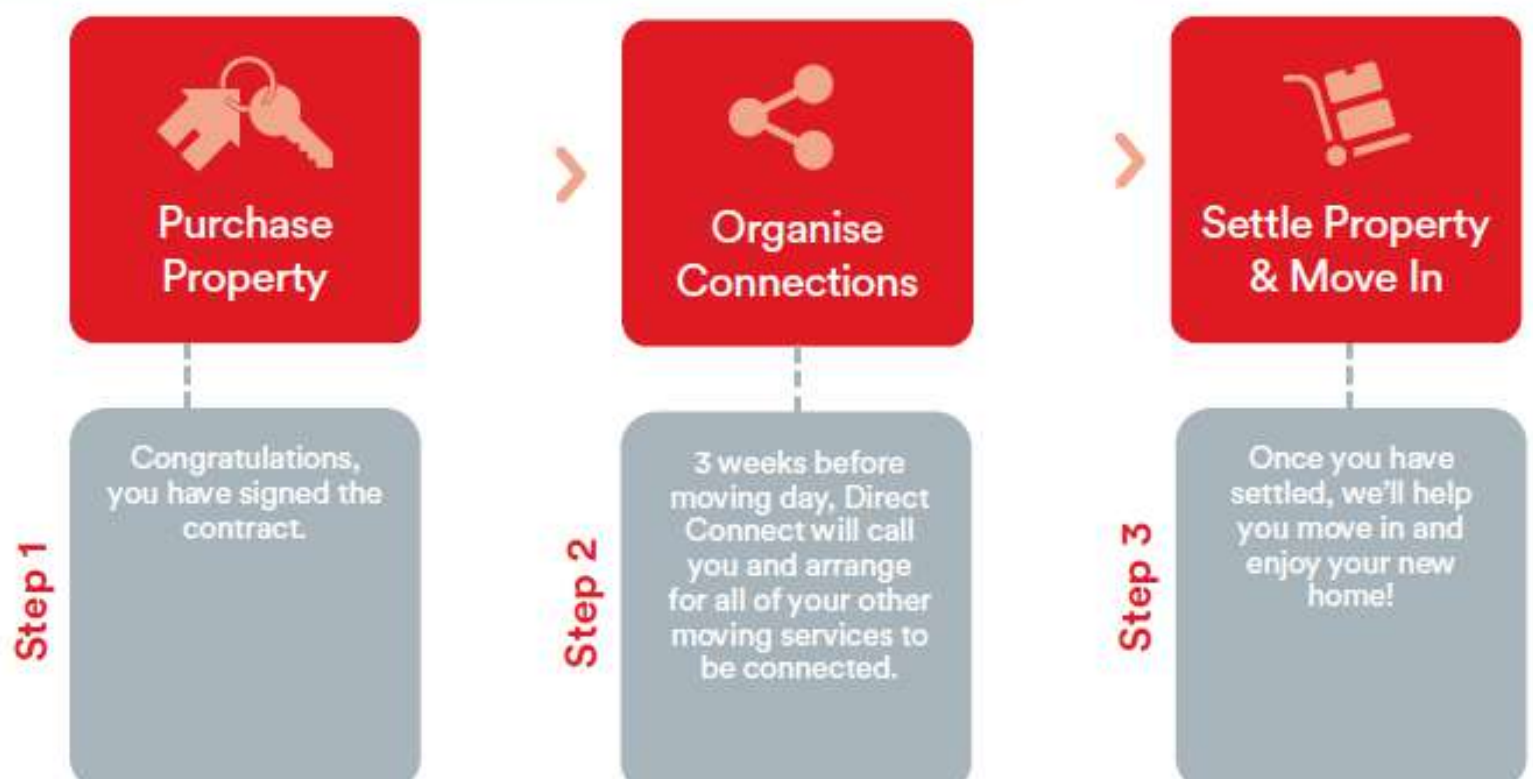 Purchase
Property
Step 1
Congratulations,
you have signed the
contract.
Organise
Connections
Step 2
3 weeks before
moving day, Direct
Connect will call
you and arrange
for all of your other
moving services to
be connected.
Settle Property
& Move In
Step 3
Once you have
settled, we'll help
you move in and
enjoy your new
home!